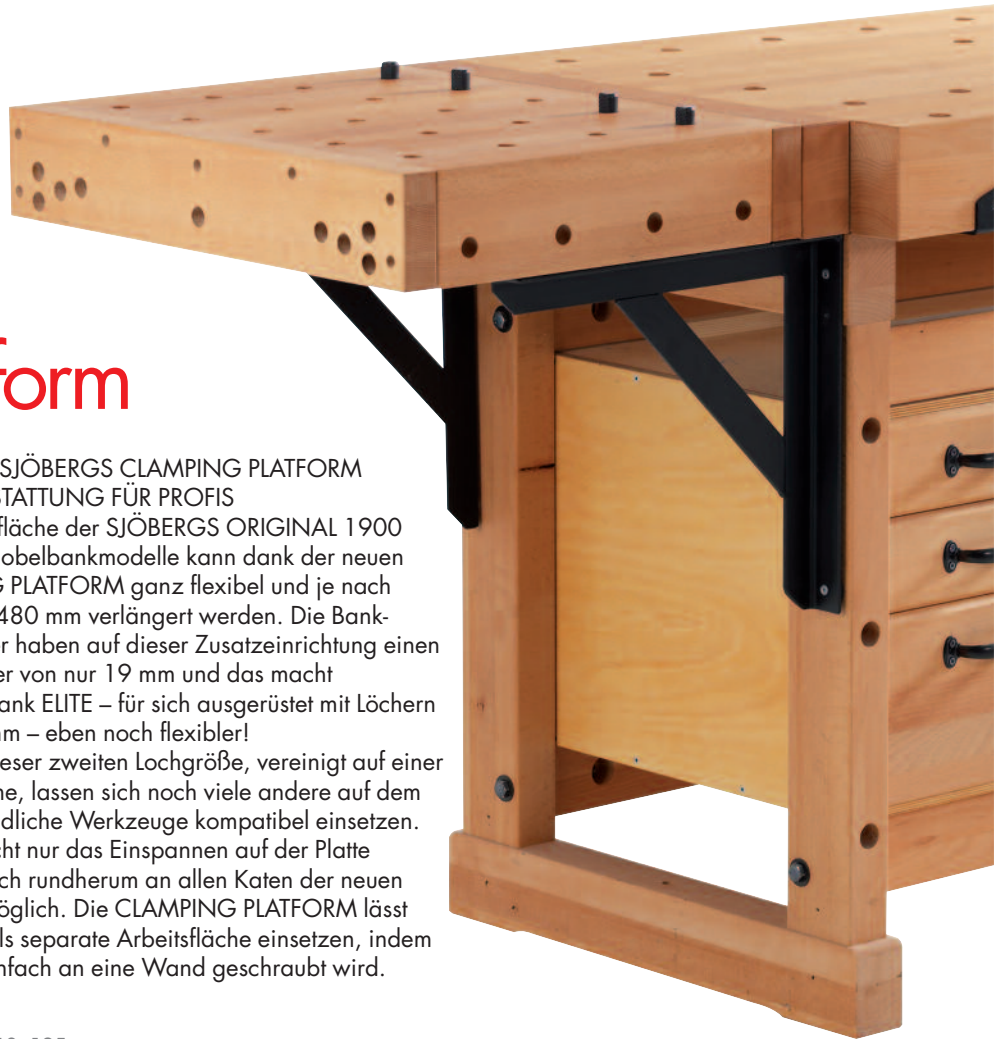 form
SJÖBERGS CLAMPING PLATFORM
STATTUNG FÜR PROFIS
fläche der SJÖBERGS ORIGINAL 1900
obelbankmodelle kann dank der neuen
G PLATFORM ganz flexibel und je nach
480 mm verlängert werden. Die Bank-
er haben auf dieser Zusatzeinrichtung einen
er von nur 19 mm und das macht
ank ELITE – für sich ausgerüstet mit Löchern
mm – eben noch flexibler!
ieser zweiten Lochgröße, vereinigt auf einer
he, lassen sich noch viele andere auf dem
ndliche Werkzeuge kompatibel einsetzen.
cht nur das Einspannen auf der Platte
ch rundherum an allen Katen der neuen
öglich. Die CLAMPING PLATFORM lässt
als separate Arbeitsfläche einsetzen, indem
nfach an eine Wand geschraubt wird.